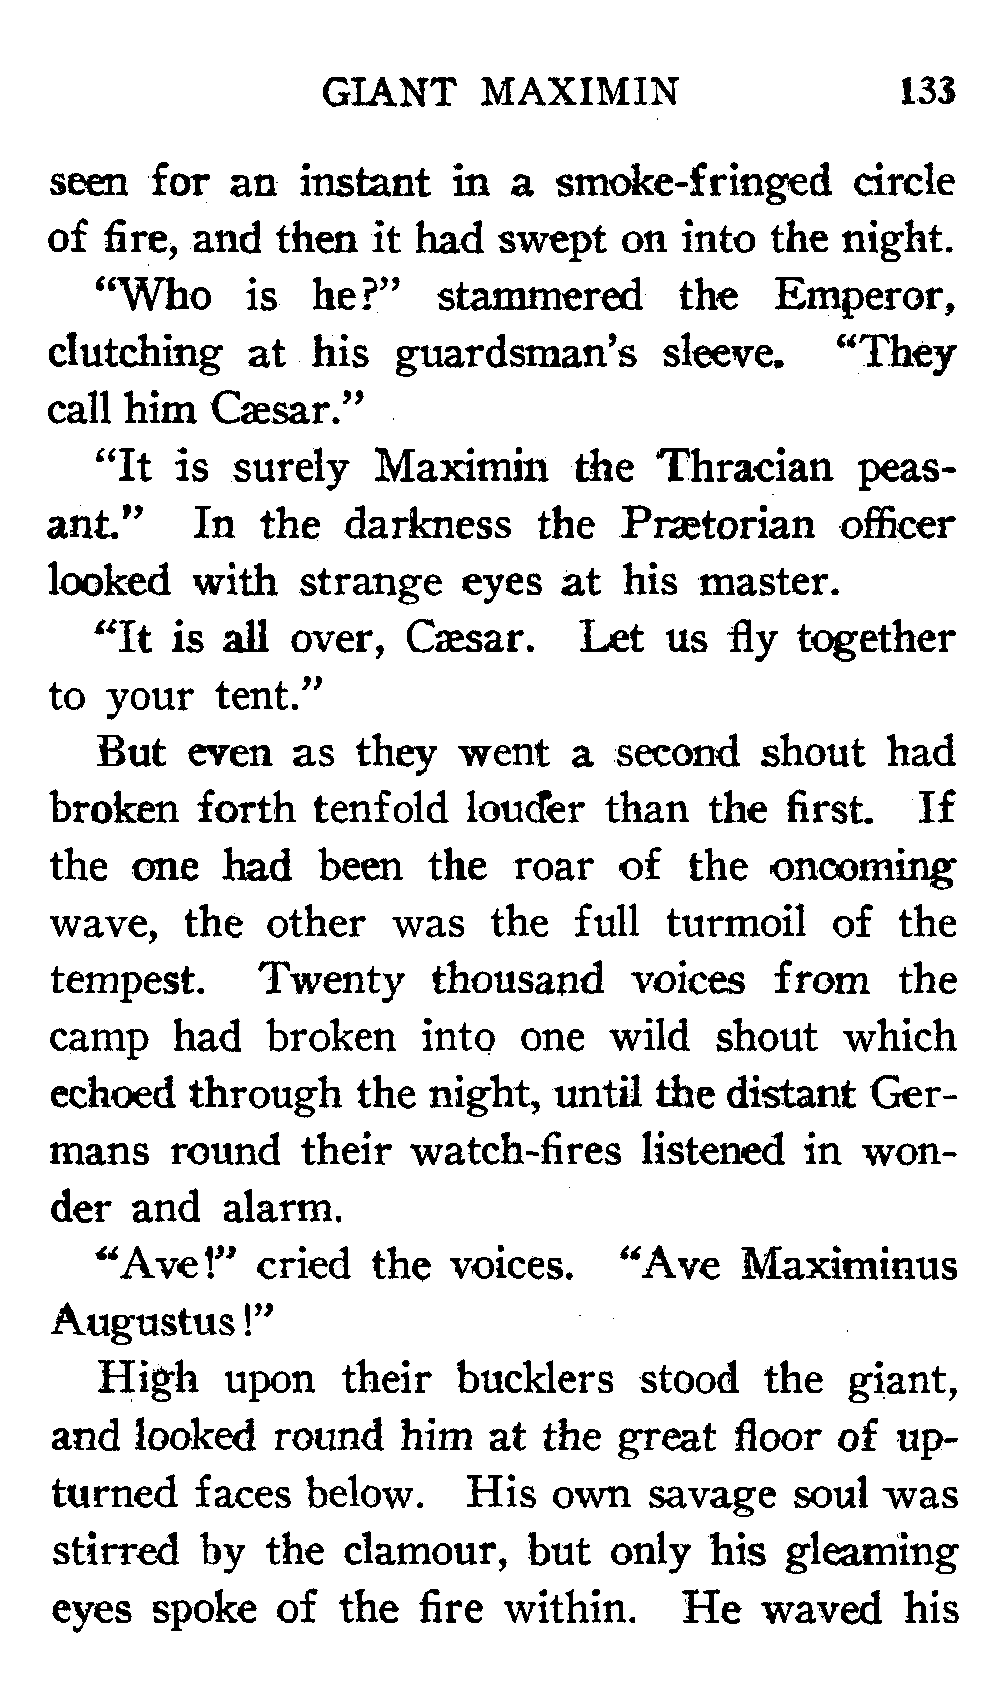 GIANT MAXIMIN 133
seen for an instant in a smoke-fringed circle
of fire, and then it had swept on into the night.
“Who is he?” stammered the Emperor,
clutching at his guardsman’s sleeve. “They
call him Cæsar.”
“It is surely Maximin the Thracian peas-
ant.” In the darkness the Prætorian officer
looked with strange eyes at his master.
“It is all over, Cæsar. Let us fly together
to your tent.”
But even as they went a second shout had
broken forth tenfold louder than the first. If
the one had been the roar of the oncoming
wave, the other was the full turmoil of the
tempest. Twenty thousand voices from the
camp had broken into one wild shout which
echoed through the night, until the distant Ger-
mans round their watch-fires listened in won-
der and alarm.
“Ave!” cried the voices. “Ave Maximinus
Augustus!”
High upon their bucklers stood the giant,
and looked round him at the great floor of up-
turned faces below. His own savage soul was
stirred by the clamour, but only his gleaming
eyes spoke of the fire within. He waved his